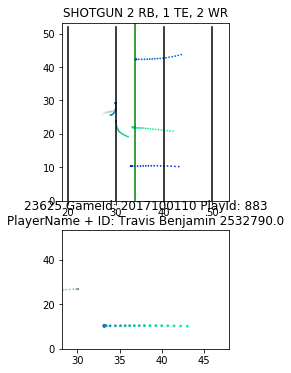 SHOTGUN 2 RB, 1 TE, 2 WR
50
40
30
20
10
0
20 30 40 50
23625 GameId: 2017100110 PlayId: 883
PlayerName + ID: Travis Benjamin 2532790.0
40
20
0
30 35 40 45